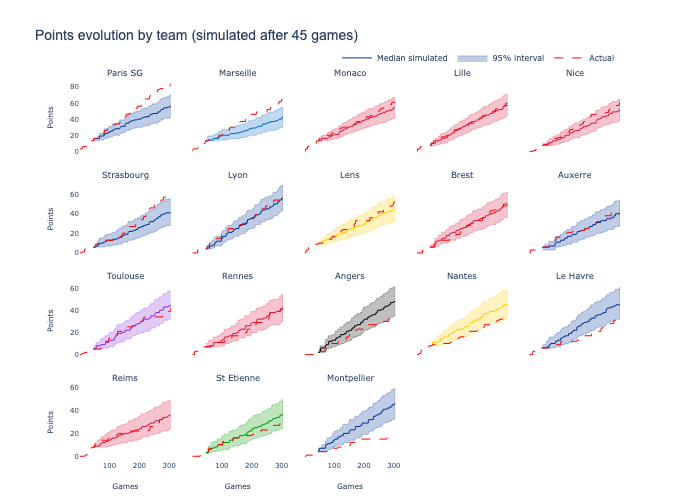 Points evolution by team (simulated after 45 games)
Median simulated 95% interval Actual
Paris SG Marseille Monaco Lille Nice
80
60
40
20
0
Points
Strasbourg Lyon Lens Brest Auxerre
60
40
20
0
Points
Toulouse Rennes Angers Nantes Le Havre
60
40
20
0
Points
Reims St Etienne Montpellier
60
40
20
0
Points
100 200 300 100 200 300 100 200 300
Games Games Games